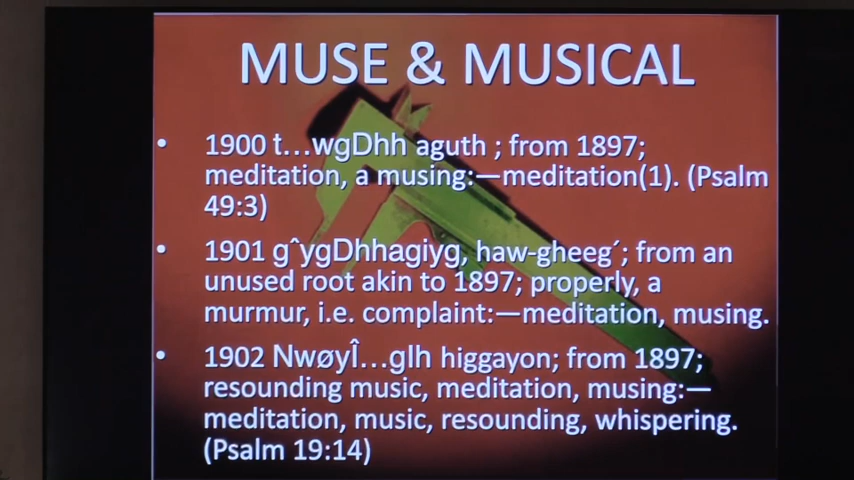 MUSE & MUSICAL
• 1900 t…wgDhh aguth ; from 1897;
meditation, a musing:—meditation(1). (Psalm
49:3)
• 1901 gˆygDhhagiyg, haw-gheeg´; from an
unused root akin to 1897; properly, a
murmur, i.e. complaint:—meditation, musing.
• 1902 NwøyÎ…gIh higgayon; from 1897;
resounding music, meditation, musing:—
meditation, music, resounding, whispering.
(Psalm 19:14)